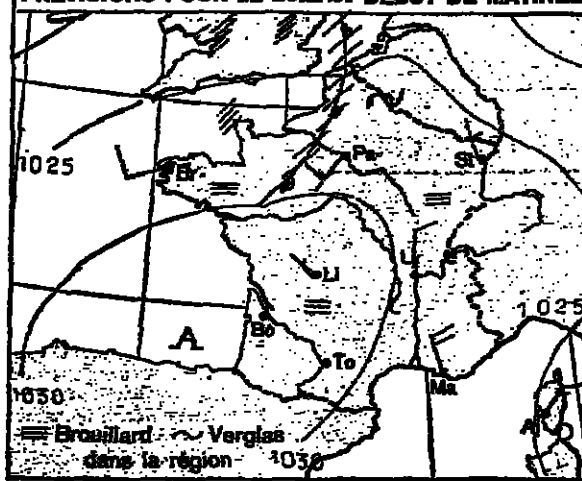 1025
Br
Pa
St
Li
L
1025
A
Bo
To
Ma
1030
Brouillard Verglas
dans la région
1030